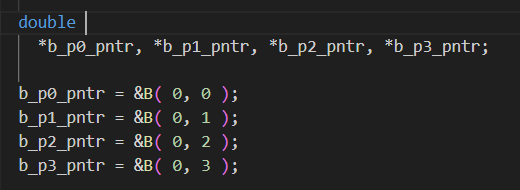 double
*b_p0_pntr, *b_p1_pntr, *b_p2_pntr, *b_p3_pntr;
b_p0_pntr = &B( 0, 0 );
b_p1_pntr = &B( 0, 1 );
b_p2_pntr = &B( 0, 2 );
b_p3_pntr = &B( 0, 3 );